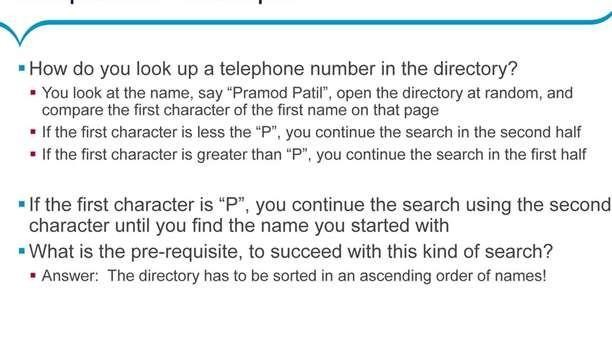 How do you look up a telephone number in the directory?
You look at the name, say “Pramod Patil”, open the directory at random, and
compare the first character of the first name on that page
If the first character is less the “P”, you continue the search in the second half
If the first character is greater than “P”, you continue the search in the first half
If the first character is “P”, you continue the search using the second
character until you find the name you started with
What is the pre-requisite, to succeed with this kind of search?
Answer: The directory has to be sorted in an ascending order of names!